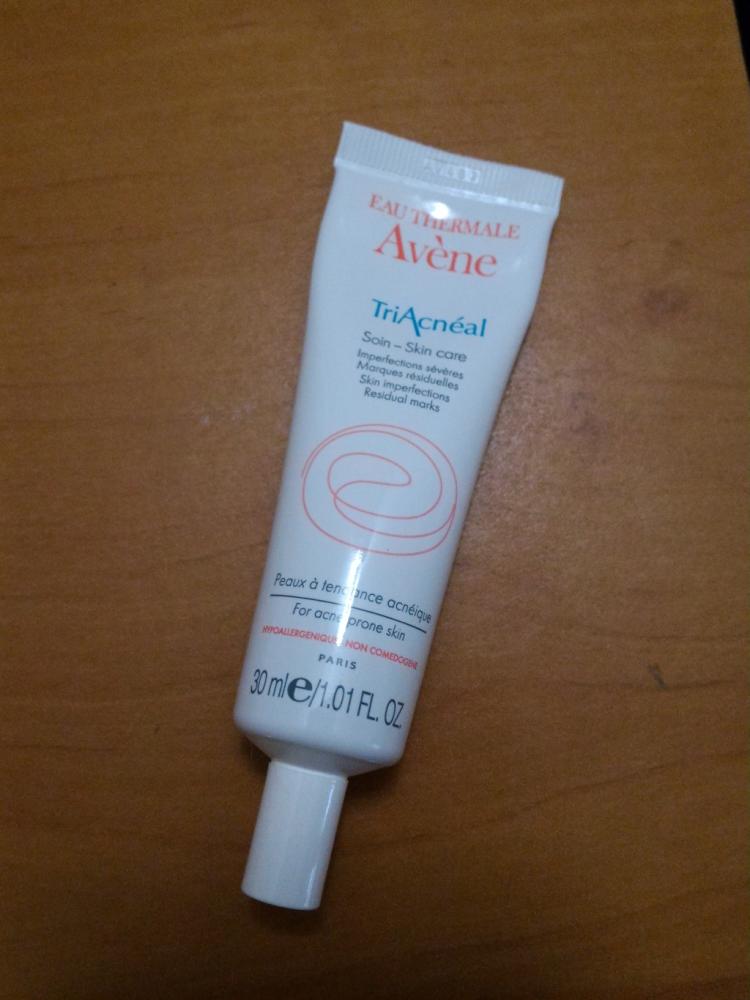 EAU THERMALE
Avène
TriAcnéal
Soin – Skin care
Imperfections sévères
Marques résiduelles
Skin imperfections
Residual marks
Peaux à tendance acnéique
For acne prone skin
HYPOALLERGÉNIQUE NON COMEDOGENE
PARIS
30 ml e/1.01 FL. OZ.